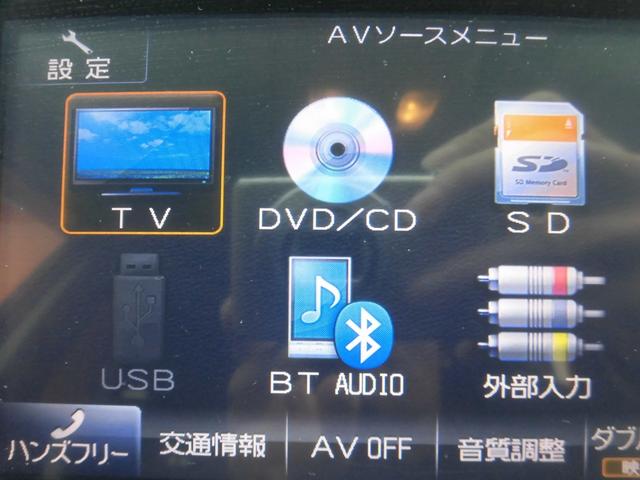 AVソースメニュー
設定
TV
DVD/CD
SD
SD Memory Card
SD
USB
BT AUDIO
外部入力
ハンズフリー
交通情報
AV OFF
音質調整
ダブ
映